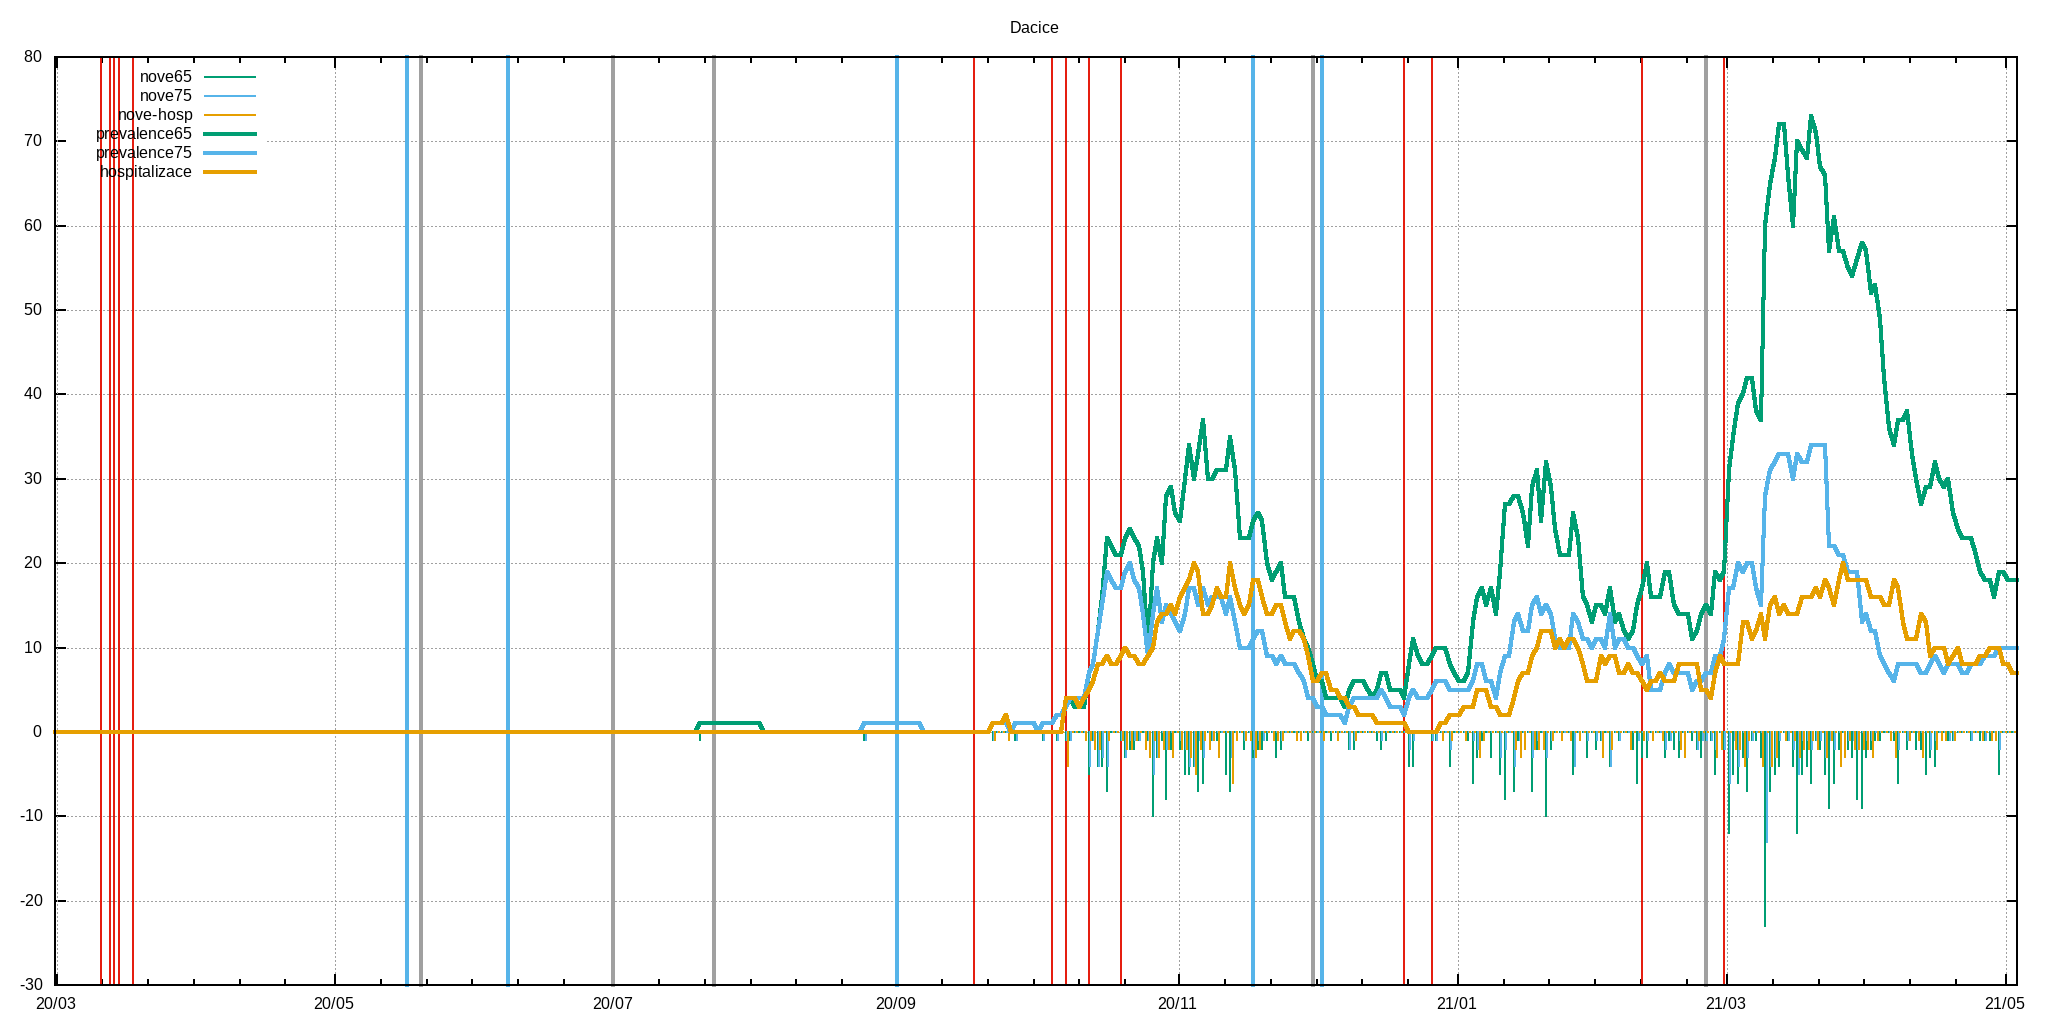 Dacice
80
nove65
nove75
nove-hosp
prevalence65
prevalence75
hospitalizace
70
60
50
40
30
20
10
0
-10
-20
-30
20/03 20/05 20/07 20/09 20/11 21/01 21/03 21/05